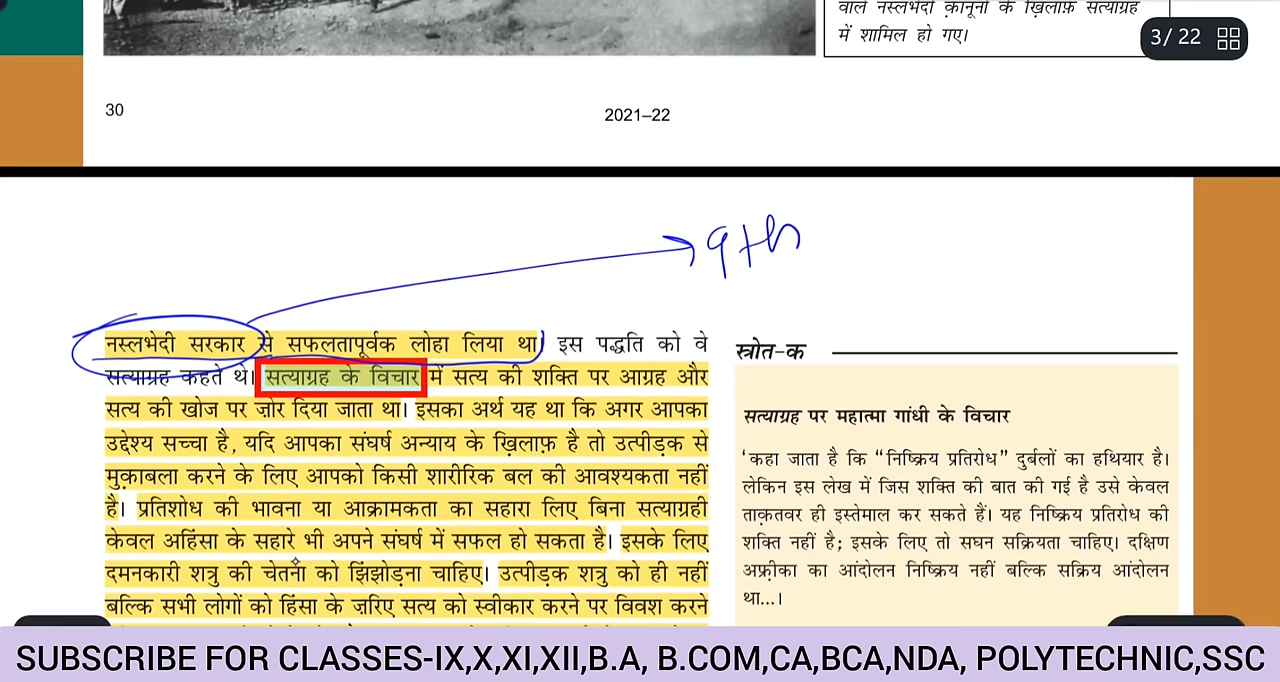 वाले नस्लभेदी क़ानूनों के ख़िलाफ़ सत्याग्रह
में शामिल हो गए।
3/ 22
30
2021–22
9th
नस्लभेदी सरकार से सफलतापूर्वक लोहा लिया था। इस पद्धति को वे
सत्याग्रह कहते थे। सत्याग्रह के विचार में सत्य की शक्ति पर आग्रह और
सत्य की खोज पर ज़ोर दिया जाता था। इसका अर्थ यह था कि अगर आपका
उद्देश्य सच्चा है, यदि आपका संघर्ष अन्याय के ख़िलाफ़ है तो उत्पीड़क से
मुक़ाबला करने के लिए आपको किसी शारीरिक बल की आवश्यकता नहीं
है। प्रतिशोध की भावना या आक्रामकता का सहारा लिए बिना सत्याग्रही
केवल अहिंसा के सहारे भी अपने संघर्ष में सफल हो सकता है। इसके लिए
दमनकारी शत्रु की चेतना को झिंझोड़ना चाहिए। उत्पीड़क शत्रु को ही नहीं
बल्कि सभी लोगों को हिंसा के ज़रिए सत्य को स्वीकार करने पर विवश करने
स्रोत–क
सत्याग्रह पर महात्मा गांधी के विचार
‘कहा जाता है कि “निष्क्रिय प्रतिरोध” दुर्बलों का हथियार है।
लेकिन इस लेख में जिस शक्ति की बात की गई है उसे केवल
ताक़तवर ही इस्तेमाल कर सकते हैं। यह निष्क्रिय प्रतिरोध की
शक्ति नहीं है; इसके लिए तो सघन सक्रियता चाहिए। दक्षिण
अफ़्रीका का आंदोलन निष्क्रिय नहीं बल्कि सक्रिय आंदोलन
था...।
SUBSCRIBE FOR CLASSES-IX,X,XI,XII,B.A, B.COM,CA,BCA,NDA, POLYTECHNIC,SSC